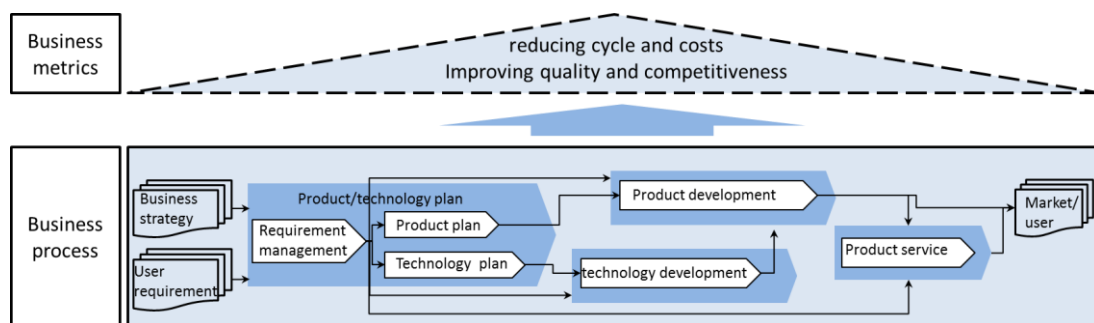 Business
metrics
reducing cycle and costs
Improving quality and competitiveness
Business
process
Business
strategy
User
requirement
Product/technology plan
Requirement
management
Product plan
Technology plan
Product development
technology development
Product service
Market/
user